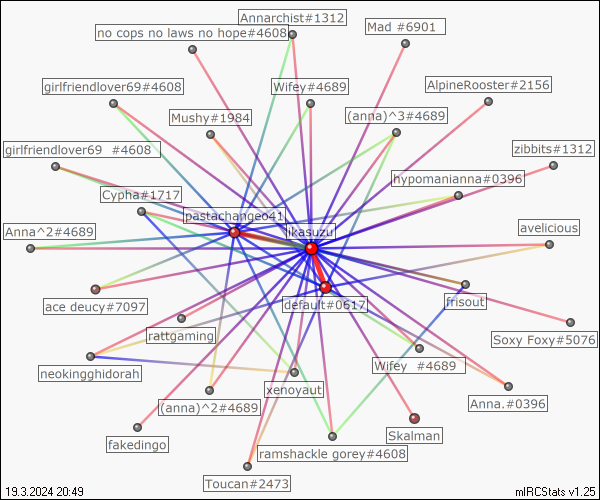 Annarchist#1312
no cops no laws no hope#4608
Mad #6901
girlfriendlover69#4608
Wifey#4689
AlpineRooster#2156
Mushy#1984
(anna)^3#4689
girlfriendlover69 #4608
zibbits#1312
hypomanianna#0396
Cypha#1717
pastachangeo41
ikasuzu
Anna^2#4689
avelicious
ace deucy#7097
default#0617
frisout
rattgaming
Soxy Foxy#5076
neokingghidorah
Wifey #4689
xenoyaut
(anna)^2#4689
Anna.#0396
fakedingo
Skalman
ramshackle gorey#4608
Toucan#2473
19.3.2024 20:49
mIRCStats v1.25